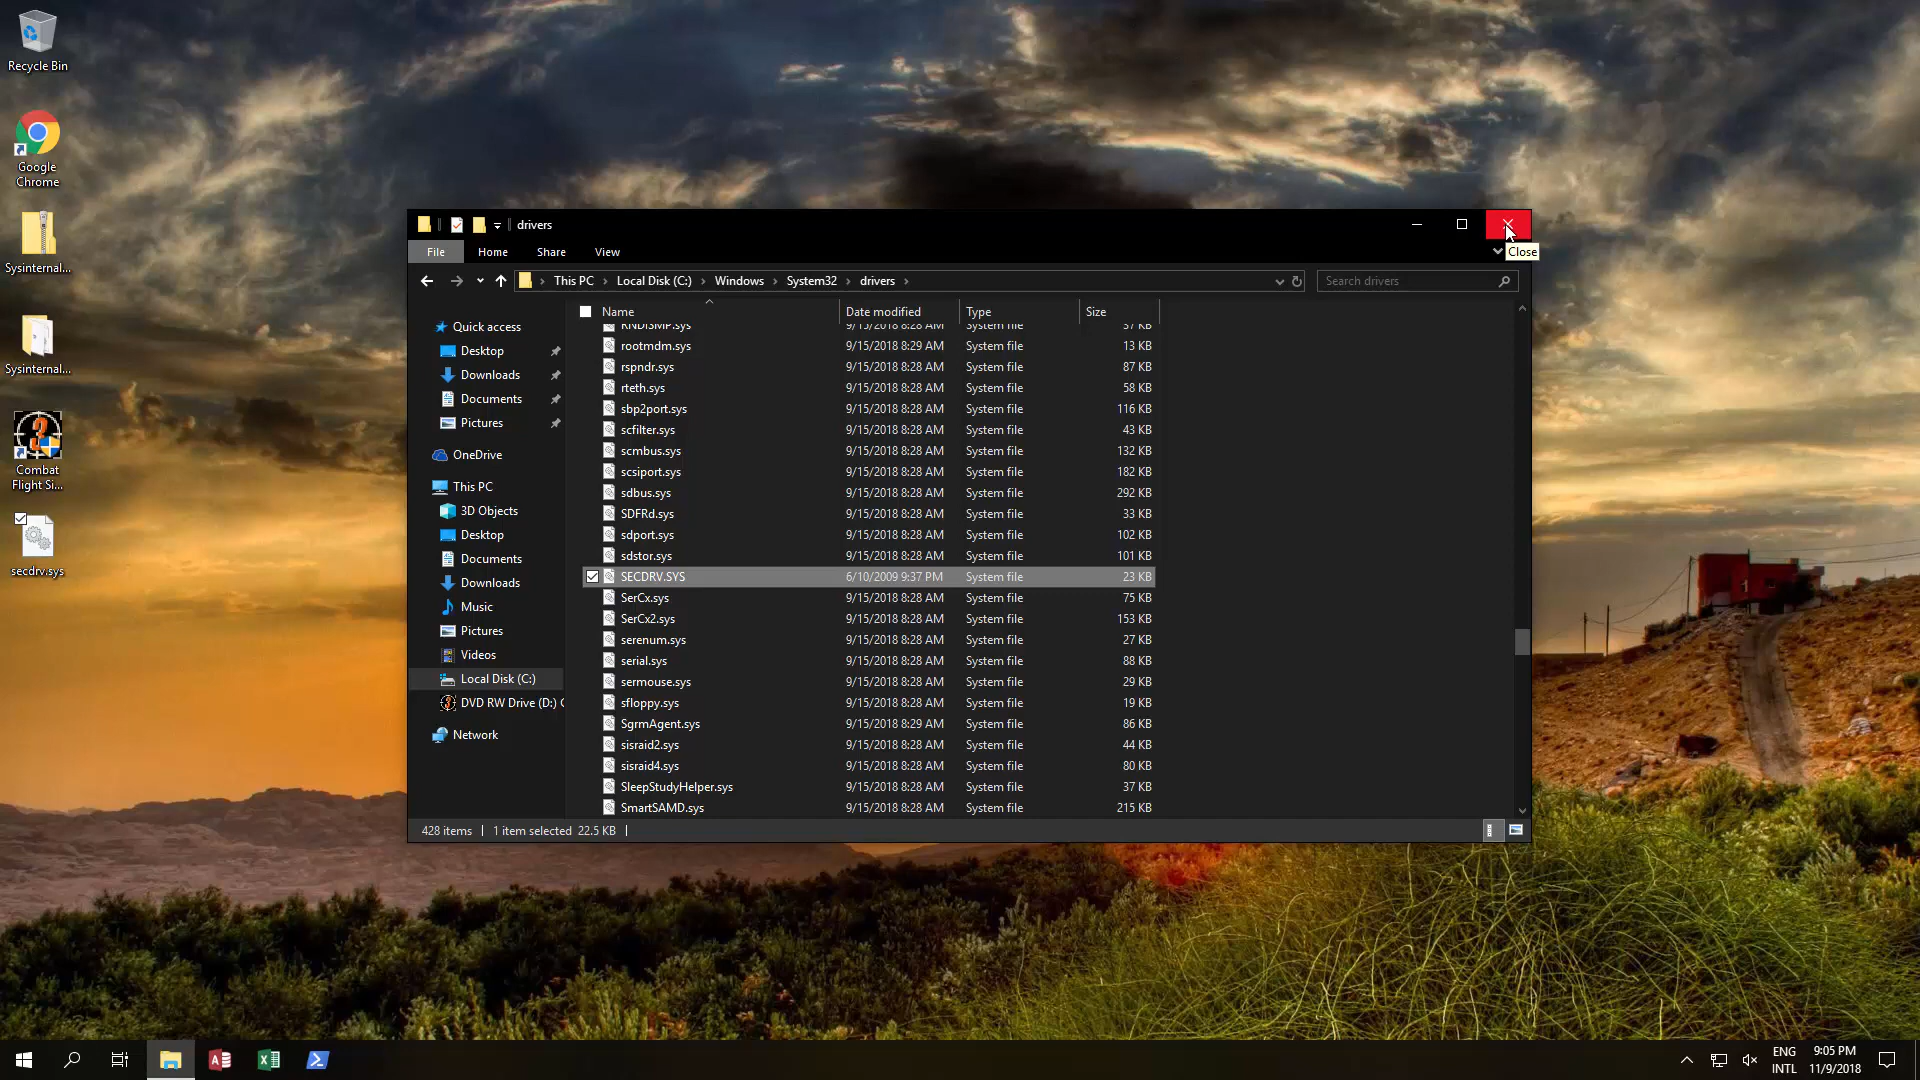 Recycle Bin
Google
Chrome
Sysinternal...
Sysinternal...
Combat
Flight Si...
secdrv.sys
drivers
Close
File Home Share View
This PC Local Disk (C:) Windows System32 drivers
Search drivers
Quick access
Desktop
Downloads
Documents
Pictures
OneDrive
This PC
3D Objects
Desktop
Documents
Downloads
Music
Pictures
Videos
Local Disk (C:)
DVD RW Drive (D:)
Network
Name Date modified Type Size
RNDISMP.sys 9/15/2018 8:28 AM System file 37 KB
rootmdm.sys 9/15/2018 8:29 AM System file 13 KB
rspndr.sys 9/15/2018 8:28 AM System file 87 KB
rteth.sys 9/15/2018 8:28 AM System file 58 KB
sbp2port.sys 9/15/2018 8:28 AM System file 116 KB
scfilter.sys 9/15/2018 8:28 AM System file 43 KB
scmbus.sys 9/15/2018 8:28 AM System file 132 KB
scsiport.sys 9/15/2018 8:28 AM System file 182 KB
sdbus.sys 9/15/2018 8:28 AM System file 292 KB
SDFRd.sys 9/15/2018 8:28 AM System file 33 KB
sdport.sys 9/15/2018 8:28 AM System file 102 KB
sdstor.sys 9/15/2018 8:28 AM System file 101 KB
SECDRV.SYS 6/10/2009 9:37 PM System file 23 KB
SerCx.sys 9/15/2018 8:28 AM System file 75 KB
SerCx2.sys 9/15/2018 8:28 AM System file 153 KB
serenum.sys 9/15/2018 8:28 AM System file 27 KB
serial.sys 9/15/2018 8:28 AM System file 88 KB
sermouse.sys 9/15/2018 8:28 AM System file 29 KB
sfloppy.sys 9/15/2018 8:28 AM System file 19 KB
SgrmAgent.sys 9/15/2018 8:29 AM System file 86 KB
sisraid2.sys 9/15/2018 8:28 AM System file 44 KB
sisraid4.sys 9/15/2018 8:28 AM System file 80 KB
SleepStudyHelper.sys 9/15/2018 8:28 AM System file 37 KB
SmartSAMD.sys 9/15/2018 8:28 AM System file 215 KB
428 items 1 item selected 22.5 KB
ENG
INTL
9:05 PM
11/9/2018